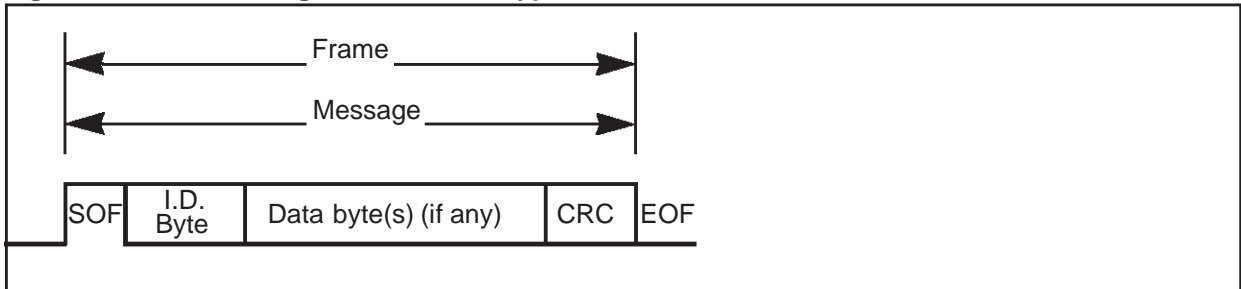 Frame
Message
SOF I.D. Byte Data byte(s) (if any) CRC EOF